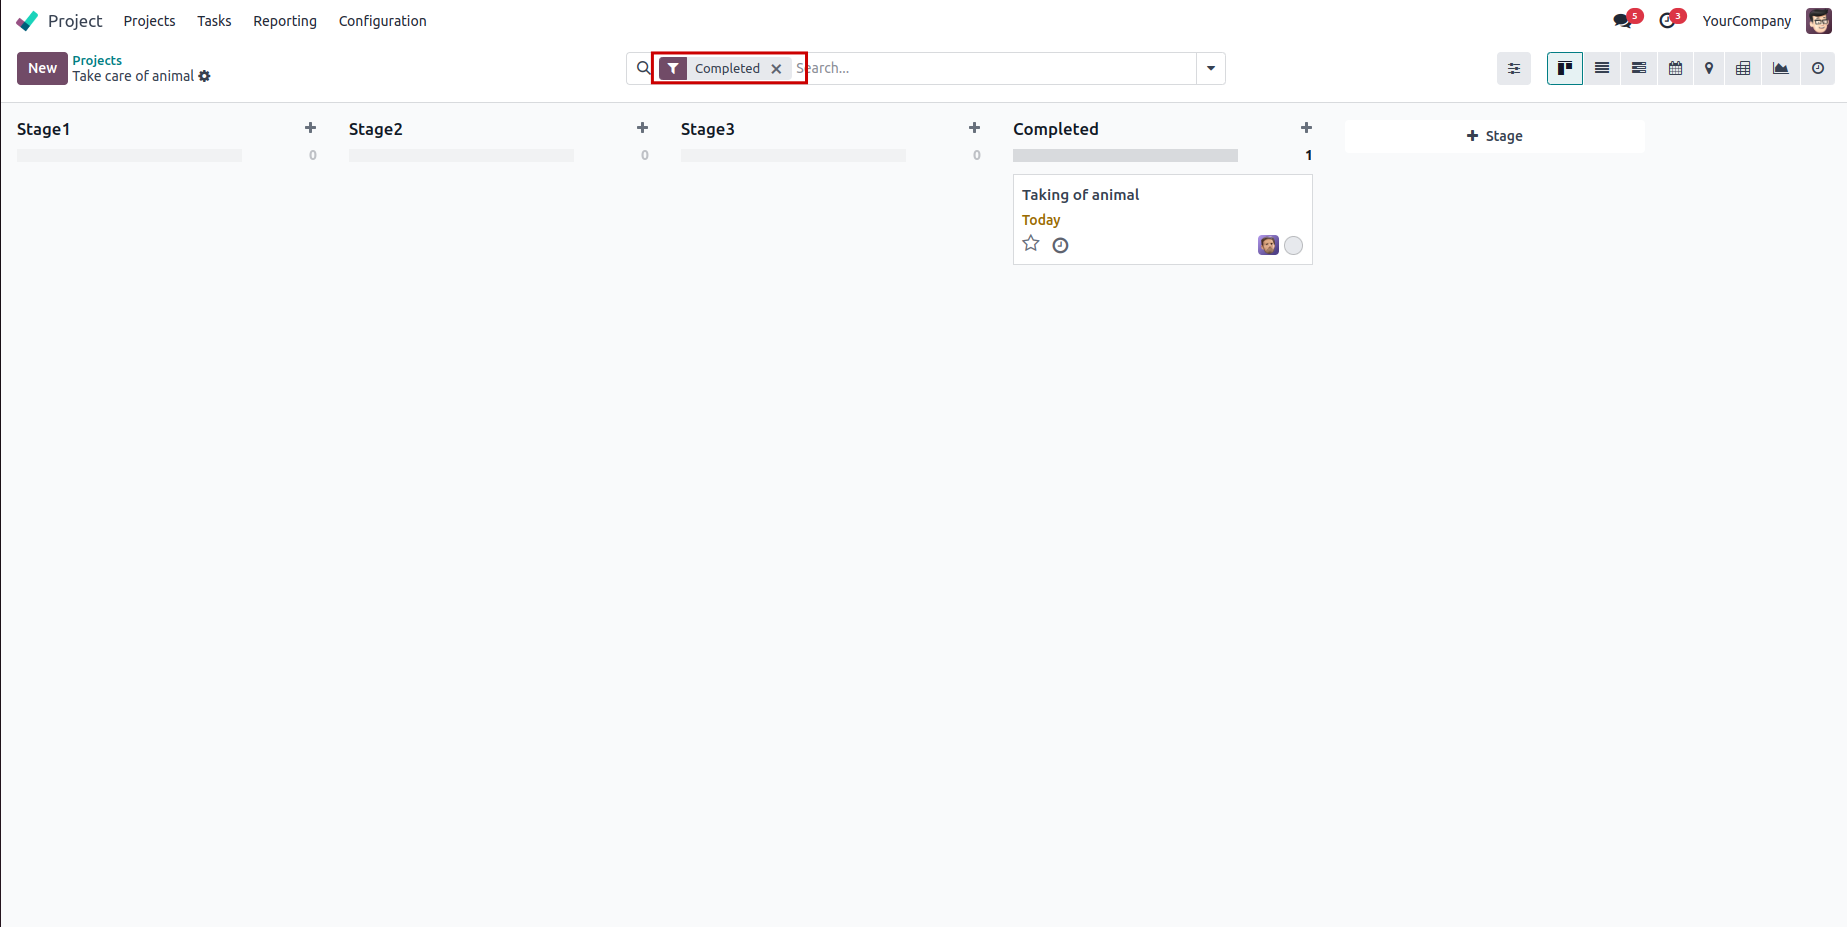 Project Projects Tasks Reporting Configuration 5 3 YourCompany
New Projects Completed Search...
Take care of animal
Stage1 Stage2 Stage3 Completed Stage
0 0 0 1
Taking of animal
Today